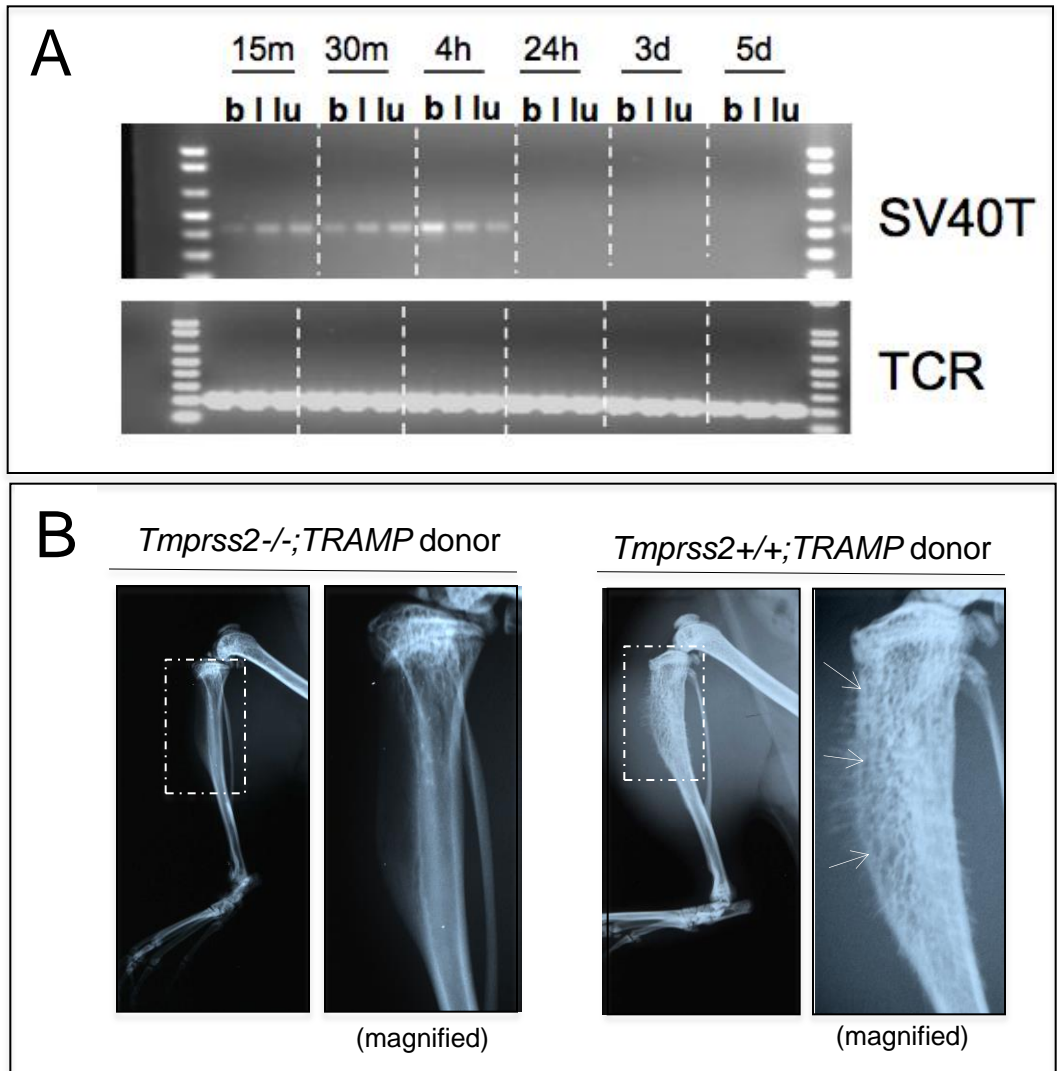 A
15m 30m 4h 24h 3d 5d
b l lu b l lu b l lu b l lu b l lu b l lu
SV40T
TCR
B
Tmprss2-/-;TRAMP donor
Tmprss2+/+;TRAMP donor
(magnified)
(magnified)